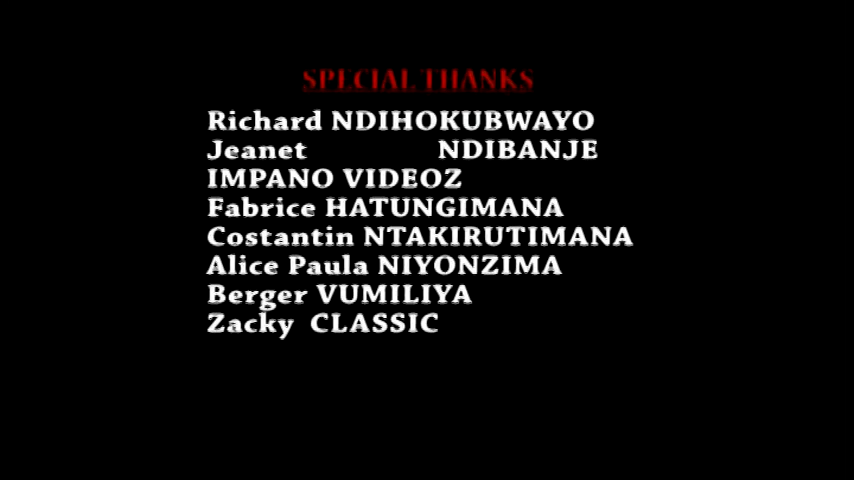 SPECIAL THANKS
Richard NDIHOKUBWAYO
Jeanet NDIBANJE
IMPANO VIDEOZ
Fabrice HATUNGIMANA
Costantin NTAKIRUTIMANA
Alice Paula NIYONZIMA
Berger VUMILIYA
Zacky CLASSIC